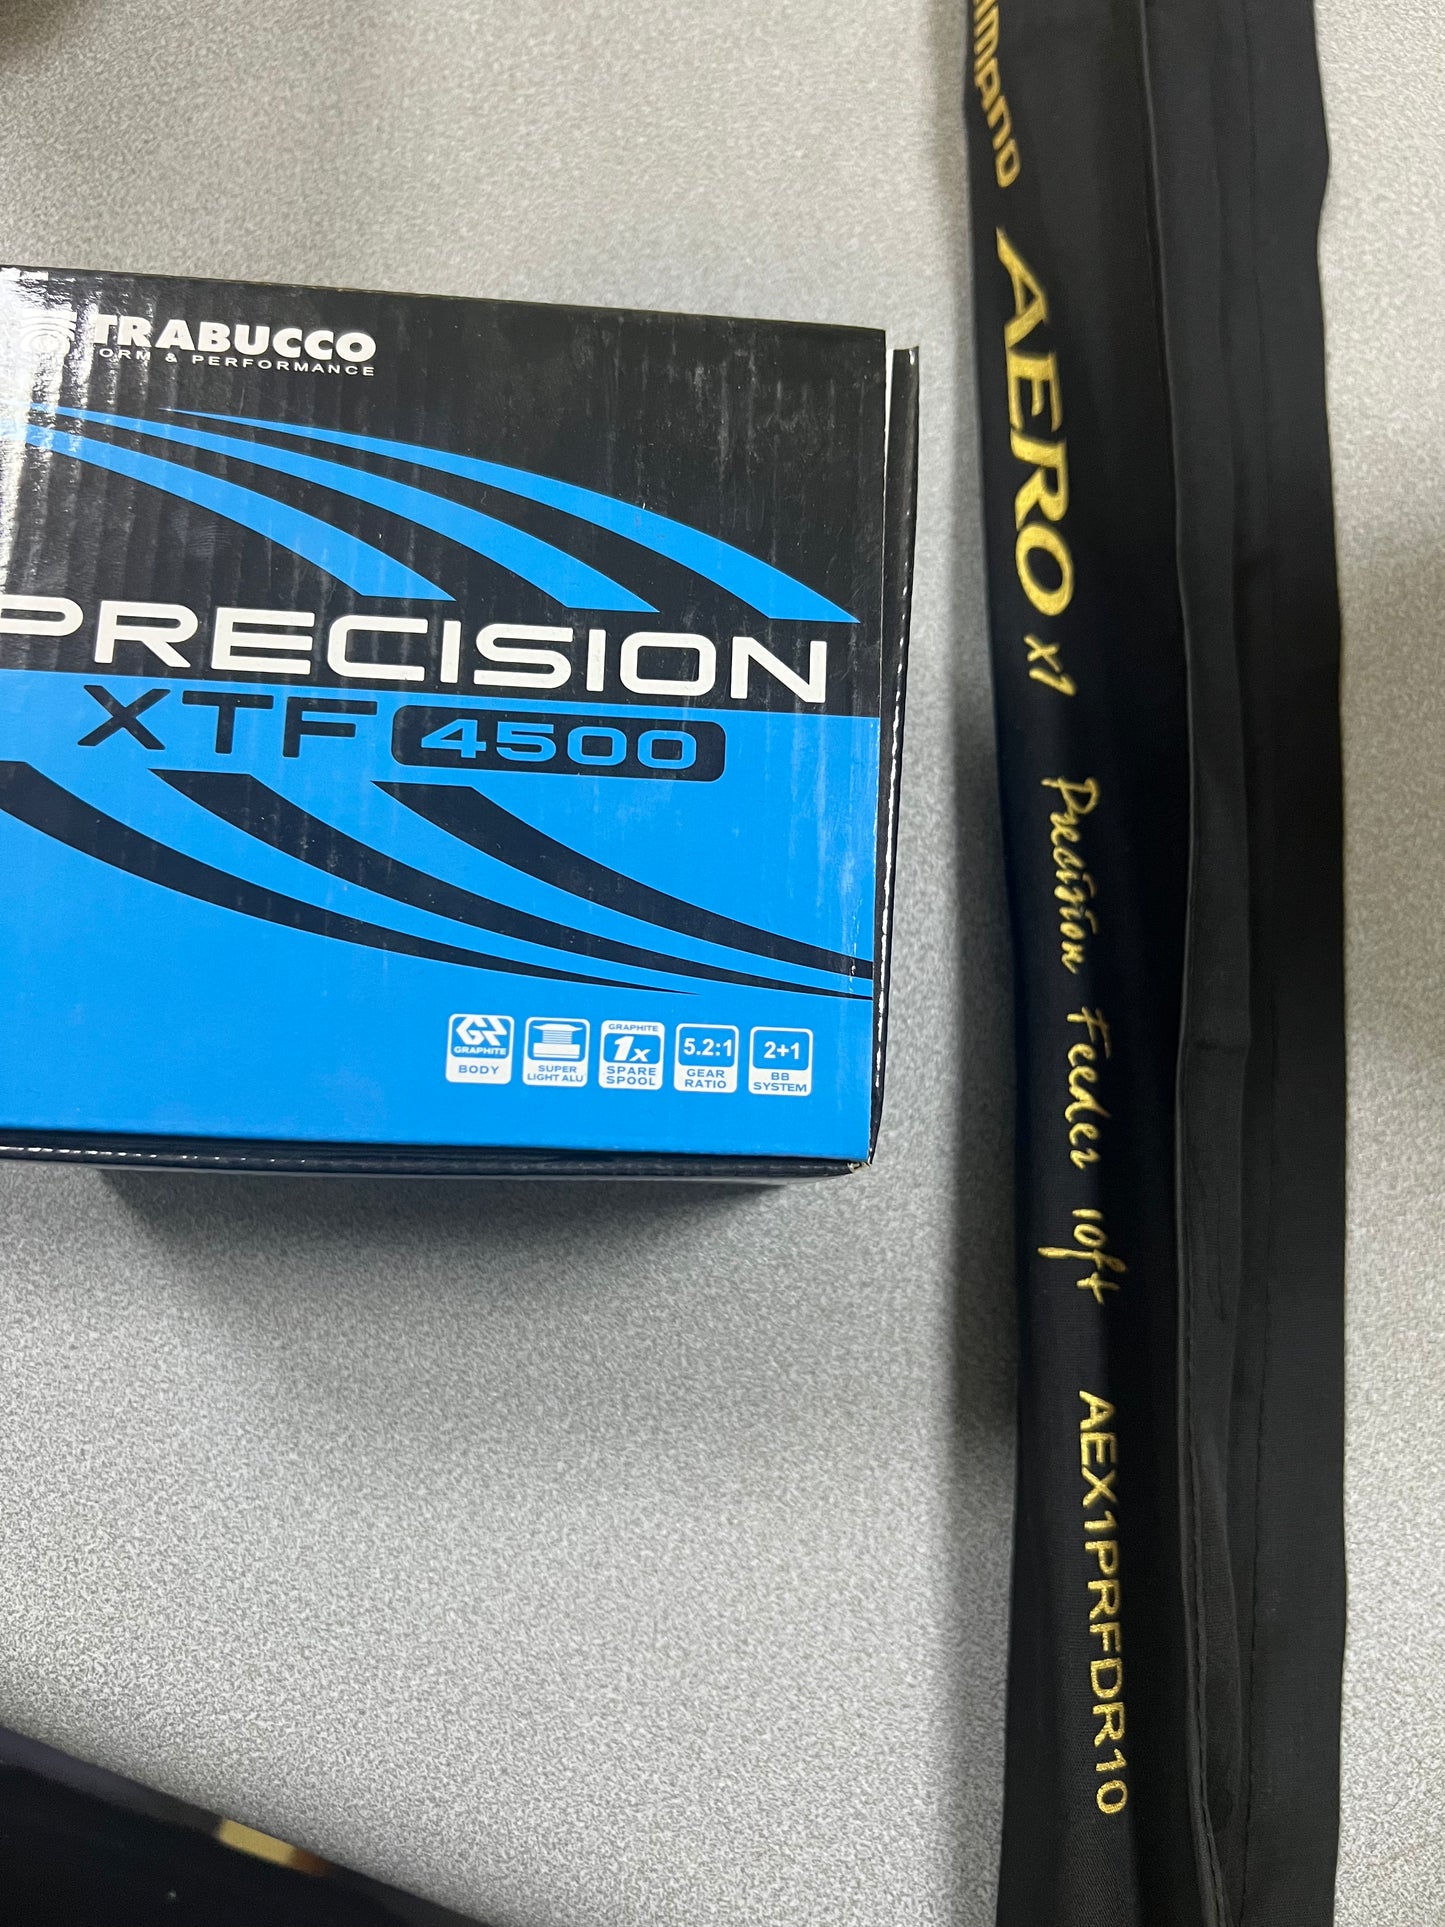 TRABUCCO
ORM & PERFORMANCE
PRECISION
XTF 4500
GR
GRAPHITE
BODY
SUPER
LIGHT ALU
GRAPHITE
1x
SPARE
SPOOL
5.2:1
GEAR
RATIO
2+1
BB
SYSTEM
IMANO AERO X1 Precision Feeder 10ft AEX1PRFDR10